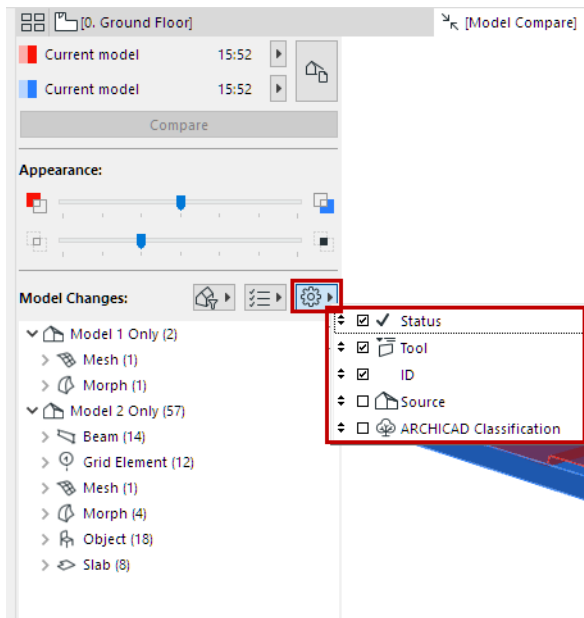 [0. Ground Floor]
[Model Compare]
Current model 15:52
Current model 15:52
Compare
Appearance:
Model Changes:
Model 1 Only (2)
Mesh (1)
Morph (1)
Model 2 Only (57)
Beam (14)
Grid Element (12)
Mesh (1)
Morph (4)
Object (18)
Slab (8)
Status
Tool
ID
Source
ARCHICAD Classification